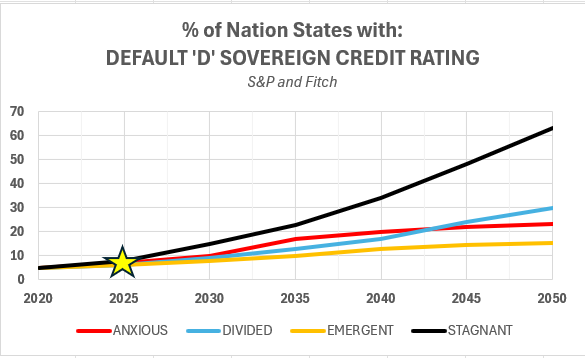 % of Nation States with:
DEFAULT 'D' SOVEREIGN CREDIT RATING
S&P and Fitch
70
60
50
40
30
20
10
0
2020 2025 2030 2035 2040 2045 2050
ANXIOUS DIVIDED EMERGENT STAGNANT